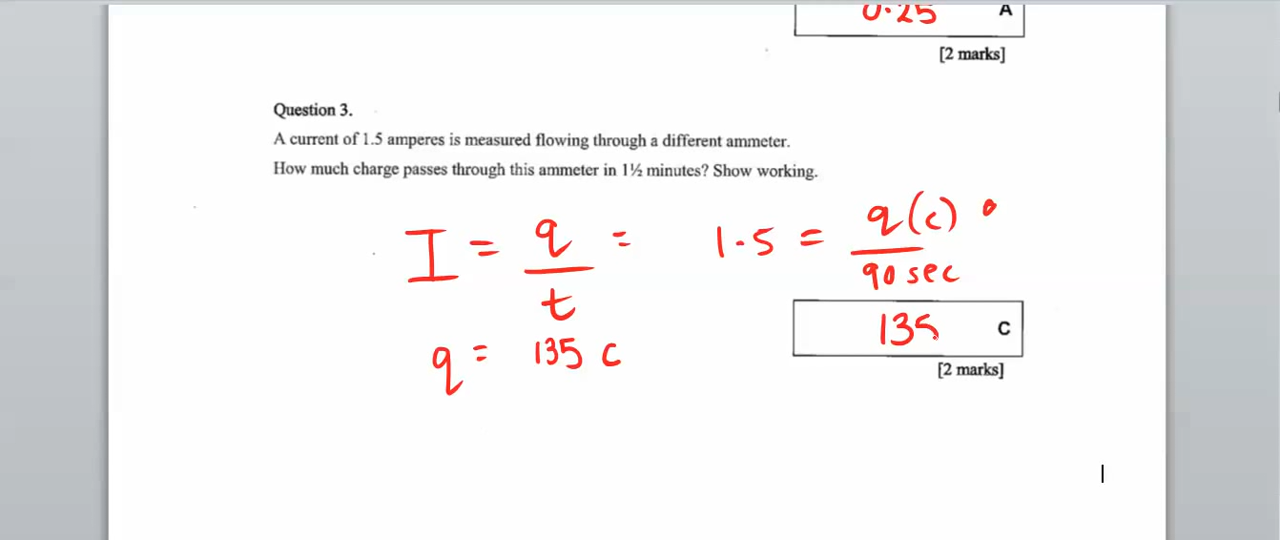 0.25 A
[2 marks]
Question 3.
A current of 1.5 amperes is measured flowing through a different ammeter.
How much charge passes through this ammeter in 1½ minutes? Show working.
I = q/t = 1.5 = q(c)/90 sec
135 C
q = 135 c
[2 marks]